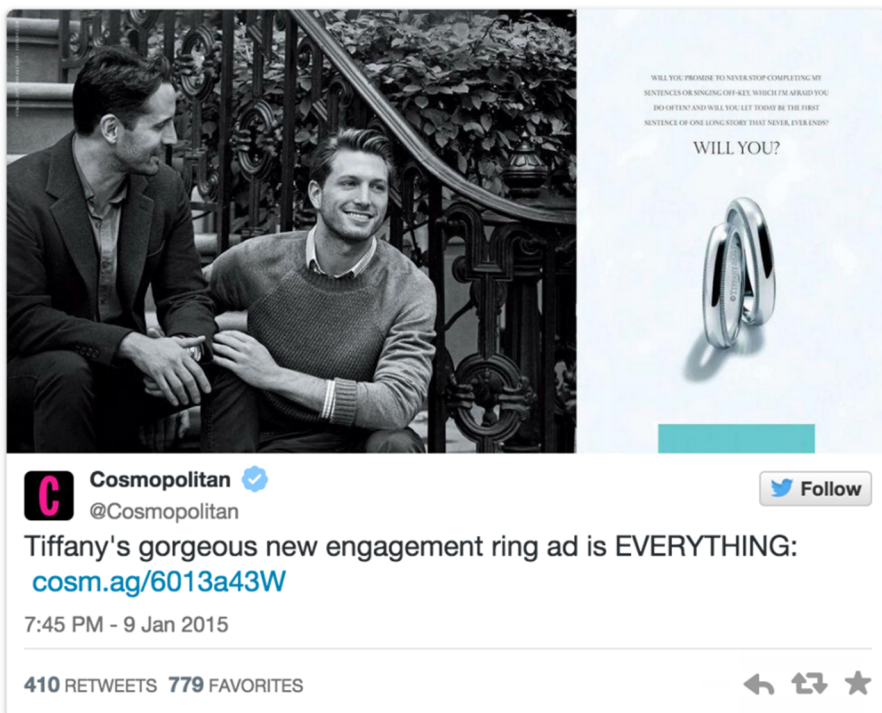 WILL YOU PROMISE TO NEVER STOP COMPLETING MY
SENTENCES OR SINGING OFF-KEY, WHICH I'M AFRAID YOU
DO OFTEN? AND WILL YOU LET TODAY BE THE FIRST
SENTENCE OF ONE LONG STORY THAT NEVER, EVER ENDS?
WILL YOU?
C
Cosmopolitan
@Cosmopolitan
Follow
Tiffany's gorgeous new engagement ring ad is EVERYTHING:
cosm.ag/6013a43W
7:45 PM - 9 Jan 2015
410 RETWEETS 779 FAVORITES